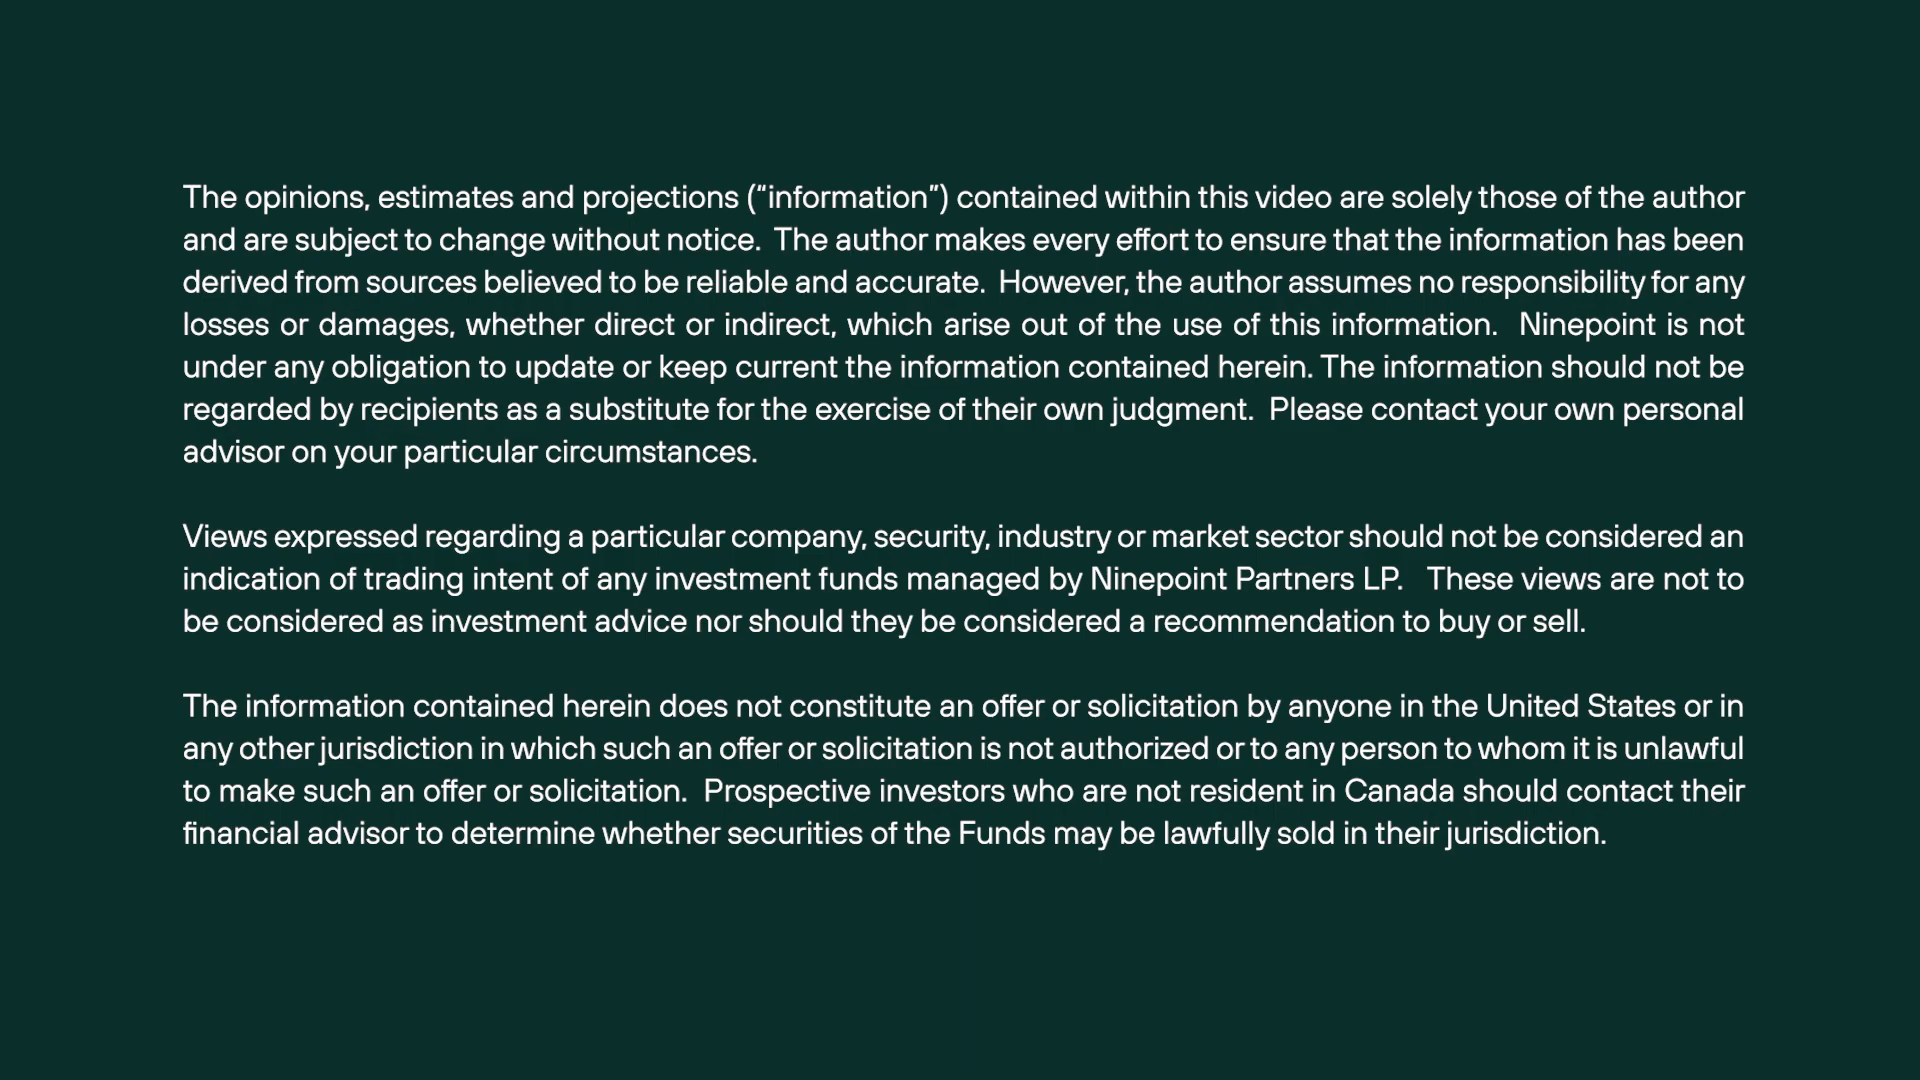 The opinions, estimates and projections (“information”) contained within this video are solely those of the author
and are subject to change without notice.  The author makes every effort to ensure that the information has been
derived from sources believed to be reliable and accurate.  However, the author assumes no responsibility for any
losses or damages, whether direct or indirect, which arise out of the use of this information.  Ninepoint is not
under any obligation to update or keep current the information contained herein. The information should not be
regarded by recipients as a substitute for the exercise of their own judgment.  Please contact your own personal
advisor on your particular circumstances.
Views expressed regarding a particular company, security, industry or market sector should not be considered an
indication of trading intent of any investment funds managed by Ninepoint Partners LP.   These views are not to
be considered as investment advice nor should they be considered a recommendation to buy or sell.
The information contained herein does not constitute an offer or solicitation by anyone in the United States or in
any other jurisdiction in which such an offer or solicitation is not authorized or to any person to whom it is unlawful
to make such an offer or solicitation.  Prospective investors who are not resident in Canada should contact their
financial advisor to determine whether securities of the Funds may be lawfully sold in their jurisdiction.